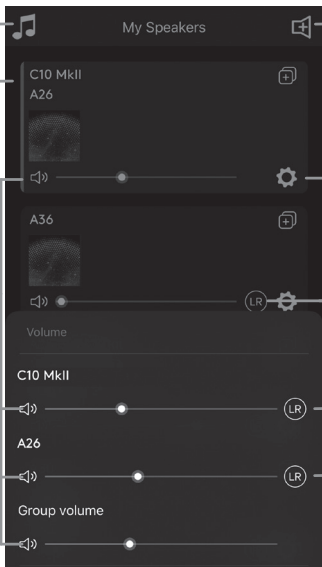 My Speakers
C10 MkII
A26
A36
LR
Volume
C10 MkII
LR
A26
LR
Group volume